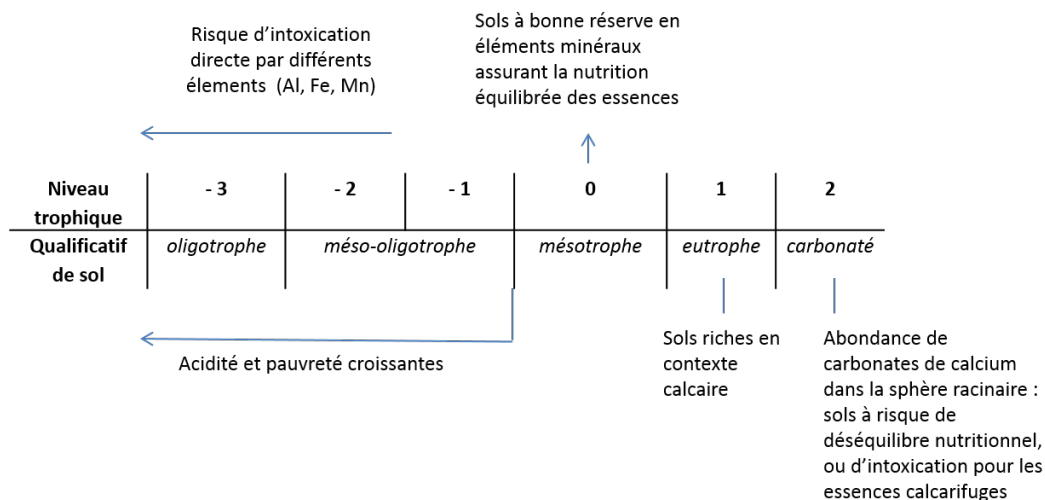 Risque d’intoxication
directe par différents
élements (Al, Fe, Mn)
Sols à bonne réserve en
éléments minéraux
assurant la nutrition
équilibrée des essences
Niveau
trophique
- 3
- 2
- 1
0
1
2
Qualificatif
de sol
oligotrophe
méso-oligotrophe
mésotrophe
eutrophe
carbonaté
Acidité et pauvreté croissantes
Sols riches en
contexte
calcaire
Abondance de
carbonates de calcium
dans la sphère racinaire :
sols à risque de
déséquilibre nutritionnel,
ou d’intoxication pour les
essences calcarifuges